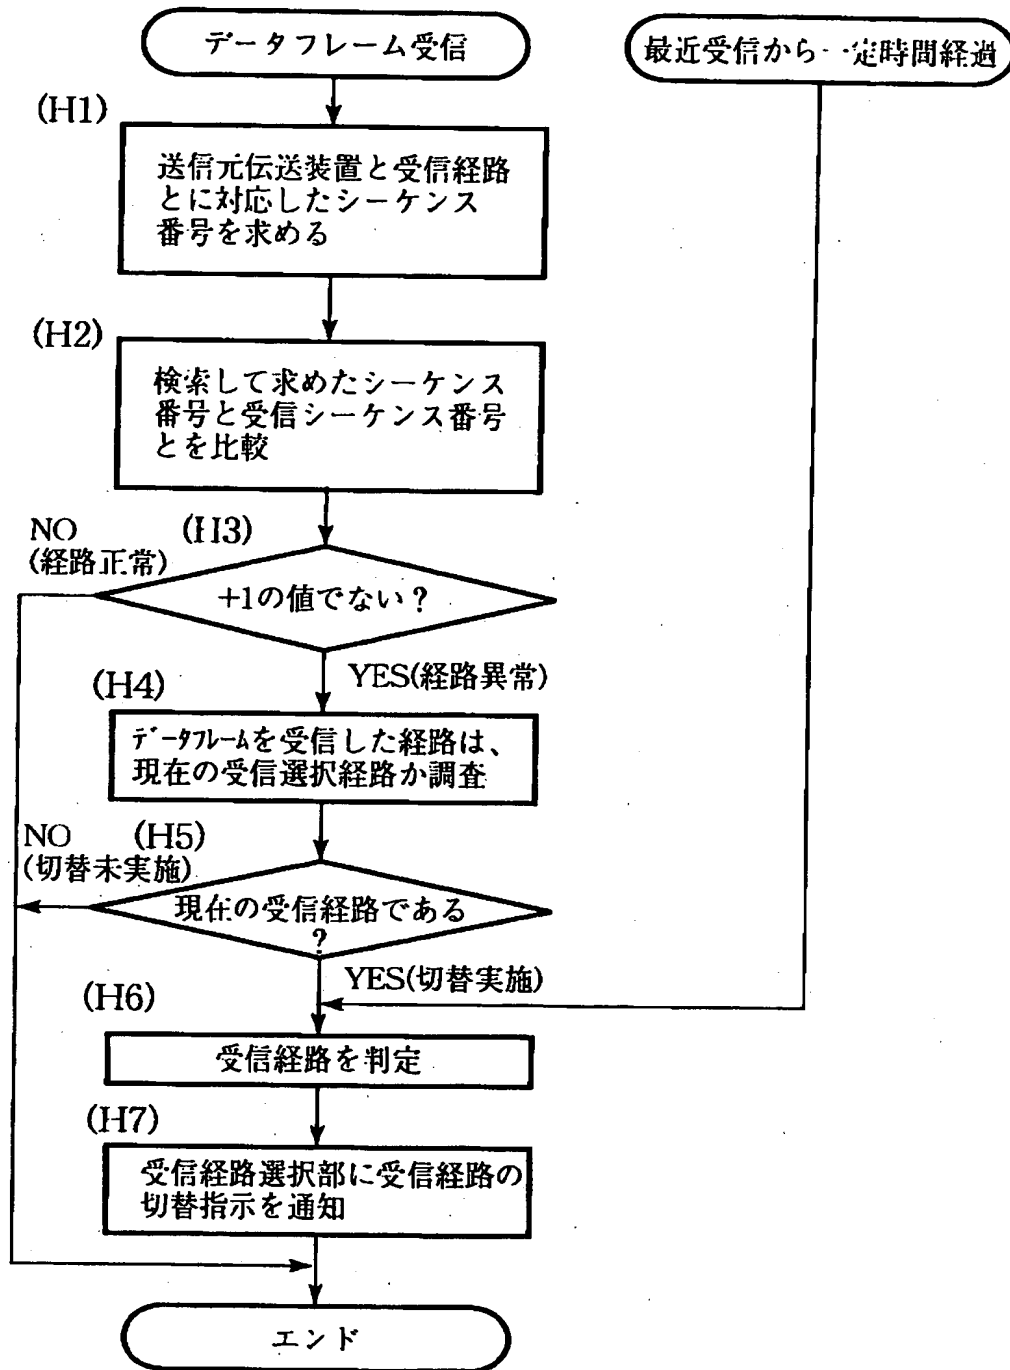 データフレーム受信
最近受信から一定時間経過
(H1)
送信元伝送装置と受信経路
とに対応したシーケンス
番号を求める
(H2)
検索して求めたシーケンス
番号と受信シーケンス番号
とを比較
NO
(経路正常)
(H3)
+1の値でない?
YES(経路異常)
(H4)
データフレームを受信した経路は、
現在の受信選択経路か調査
NO
(切替未実施)
(H5)
現在の受信経路である
?
YES(切替実施)
(H6)
受信経路を判定
(H7)
受信経路選択部に受信経路の
切替指示を通知
エンド